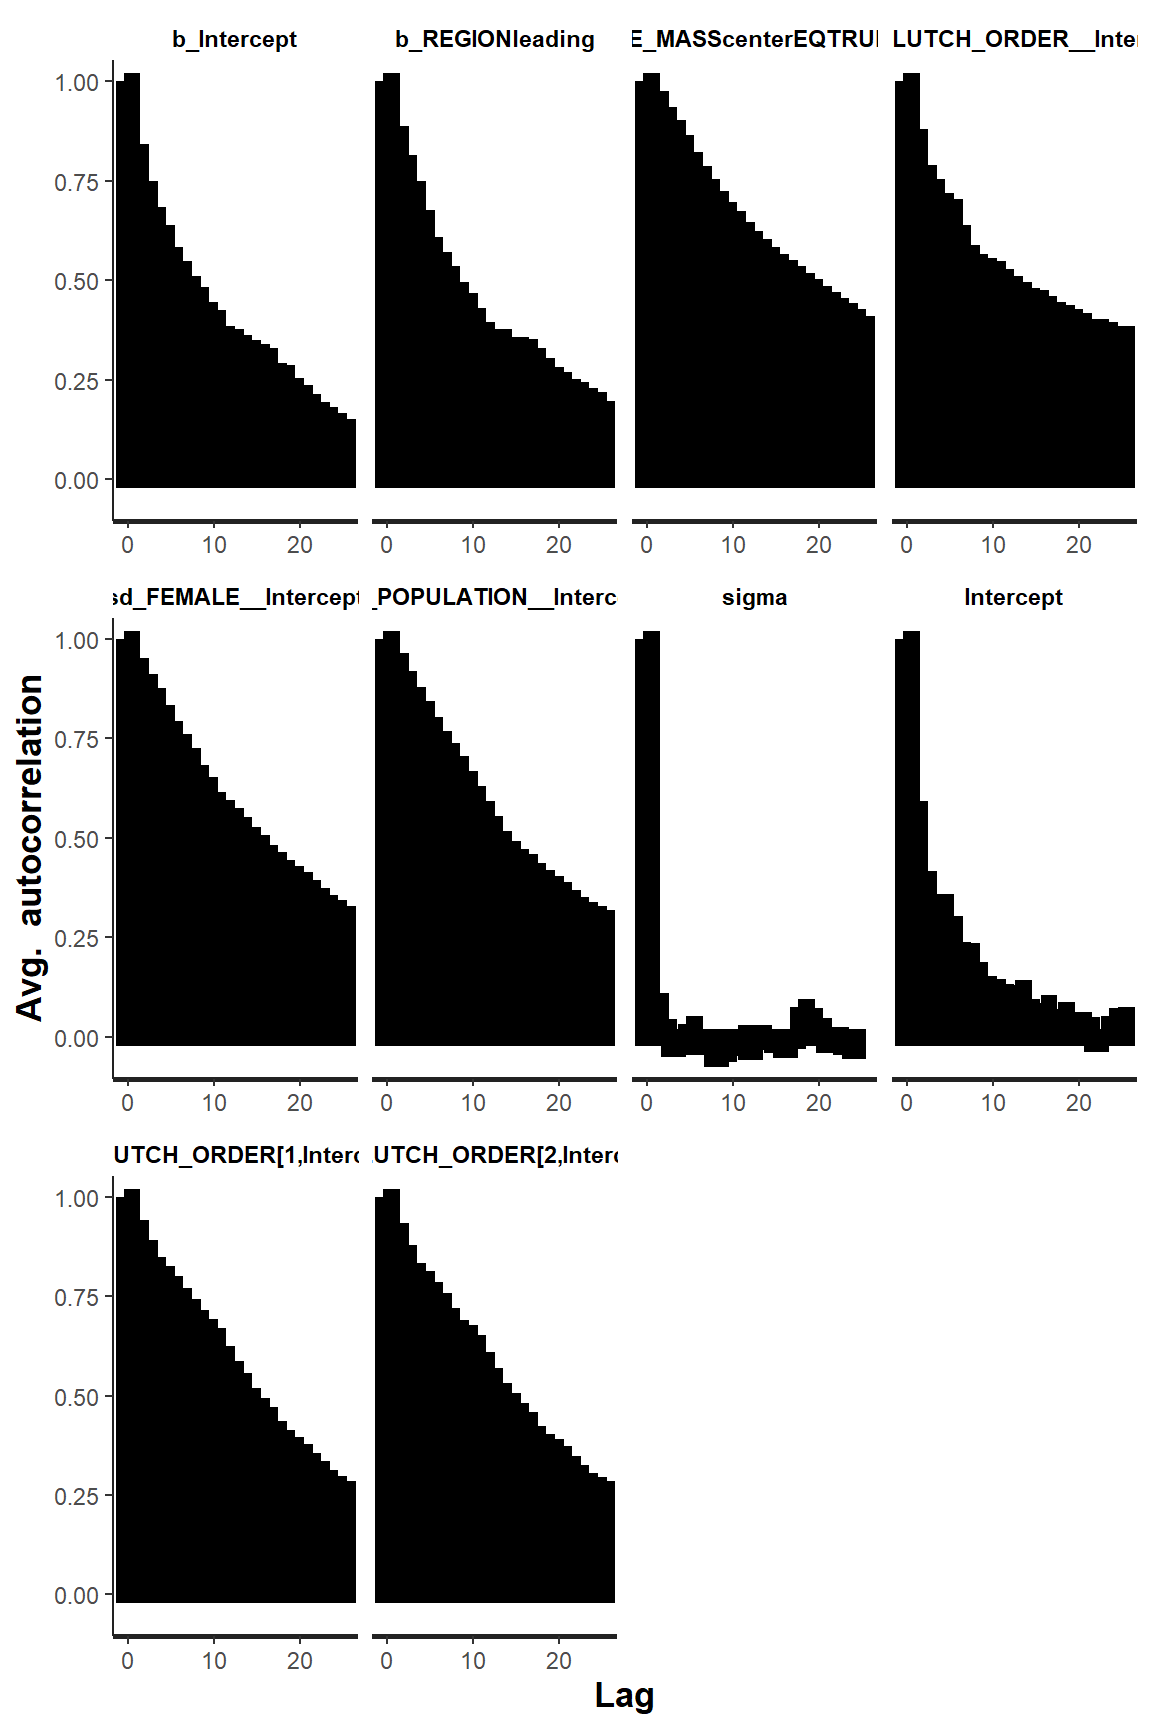 b_Intercept b_REGIONleading E_MASScenterEQTRUI LUTCH_ORDER__Inter
1.00
0.75
0.50
0.25
0.00
0 10 20 0 10 20 0 10 20 0 10 20
sd_FEMALE__Intercept _POPULATION__Interc sigma Intercept
1.00
0.75
0.50
0.25
0.00
0 10 20 0 10 20 0 10 20 0 10 20
UTCH_ORDER[1,Interc LUTCH_ORDER[2,Interc
1.00
0.75
0.50
0.25
0.00
0 10 20 0 10 20
Avg. autocorrelation
Lag